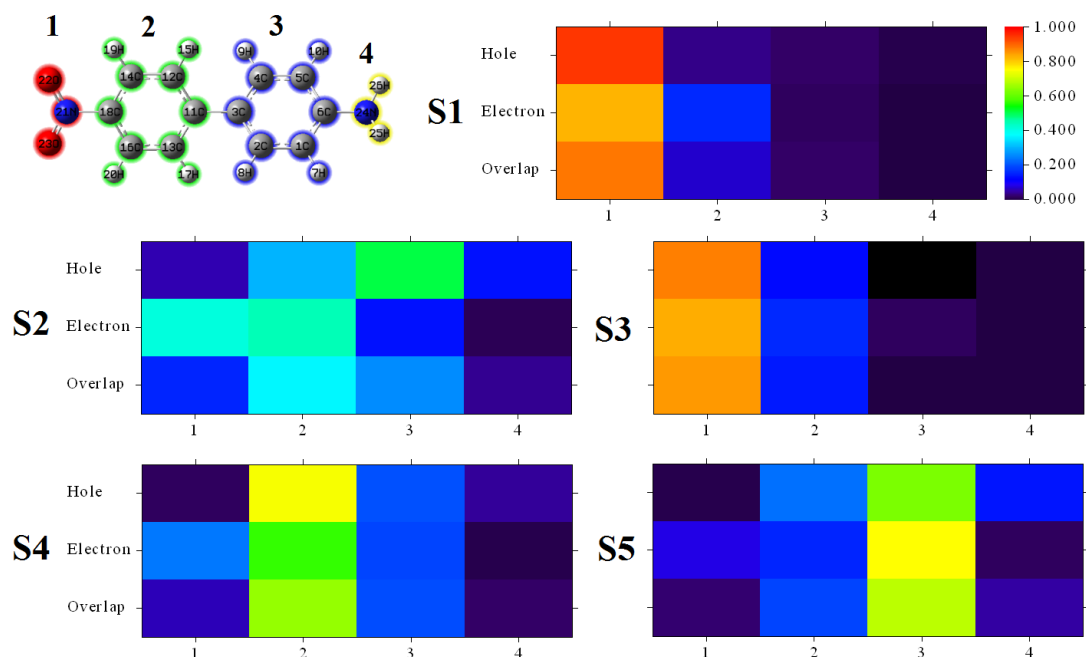 1 2 3 4
19H 15H 9H 10H
22O 14C 12C 4C 5C 26H
21N 18C 11C 3C 6C 24N
23O 16C 13C 2C 1C 25H
20H 17H 8H 7H
S1
Hole
Electron
Overlap
1 2 3 4
1.000
0.800
0.600
0.400
0.200
0.000
S2
Hole
Electron
Overlap
1 2 3 4
S3
1 2 3 4
S4
Hole
Electron
Overlap
1 2 3 4
S5
1 2 3 4